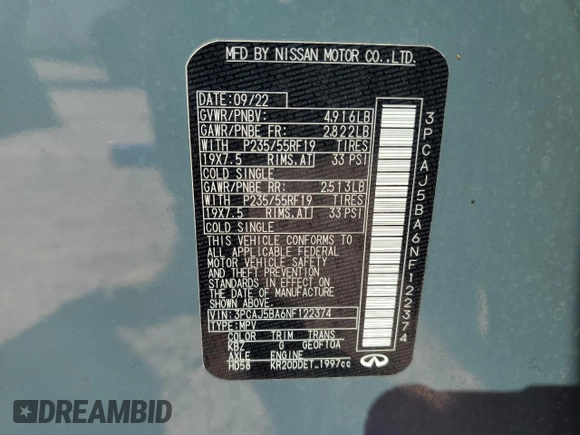 MFD BY NISSAN MOTOR CO.,LTD.
DATE:09/22
GVWR/PNBV: 4,916LB
GAWR/PNBE FR: 2,822LB
WITH P235/55RF19 TIRES
19X7.5 RIMS,AT 33 PSI
COLD SINGLE
GAWR/PNBE RR: 2,513LB
WITH P235/55RF19 TIRES
19X7.5 RIMS,AT 33 PSI
COLD SINGLE
THIS VEHICLE CONFORMS TO
ALL APPLICABLE FEDERAL
MOTOR VEHICLE SAFETY
AND THEFT PREVENTION
STANDARDS IN EFFECT ON
THE DATE OF MANUFACTURE
SHOWN ABOVE.
VIN:3PCAJ5BA6NF122374
TYPE:MPV
COLOR TRIM TRANS
KBZ G GEOFTOA
AXLE ENGINE
HD58 KR20DDET 1997cc
3PCAJ5BA6NF122374
INFINITI
DREAMBID